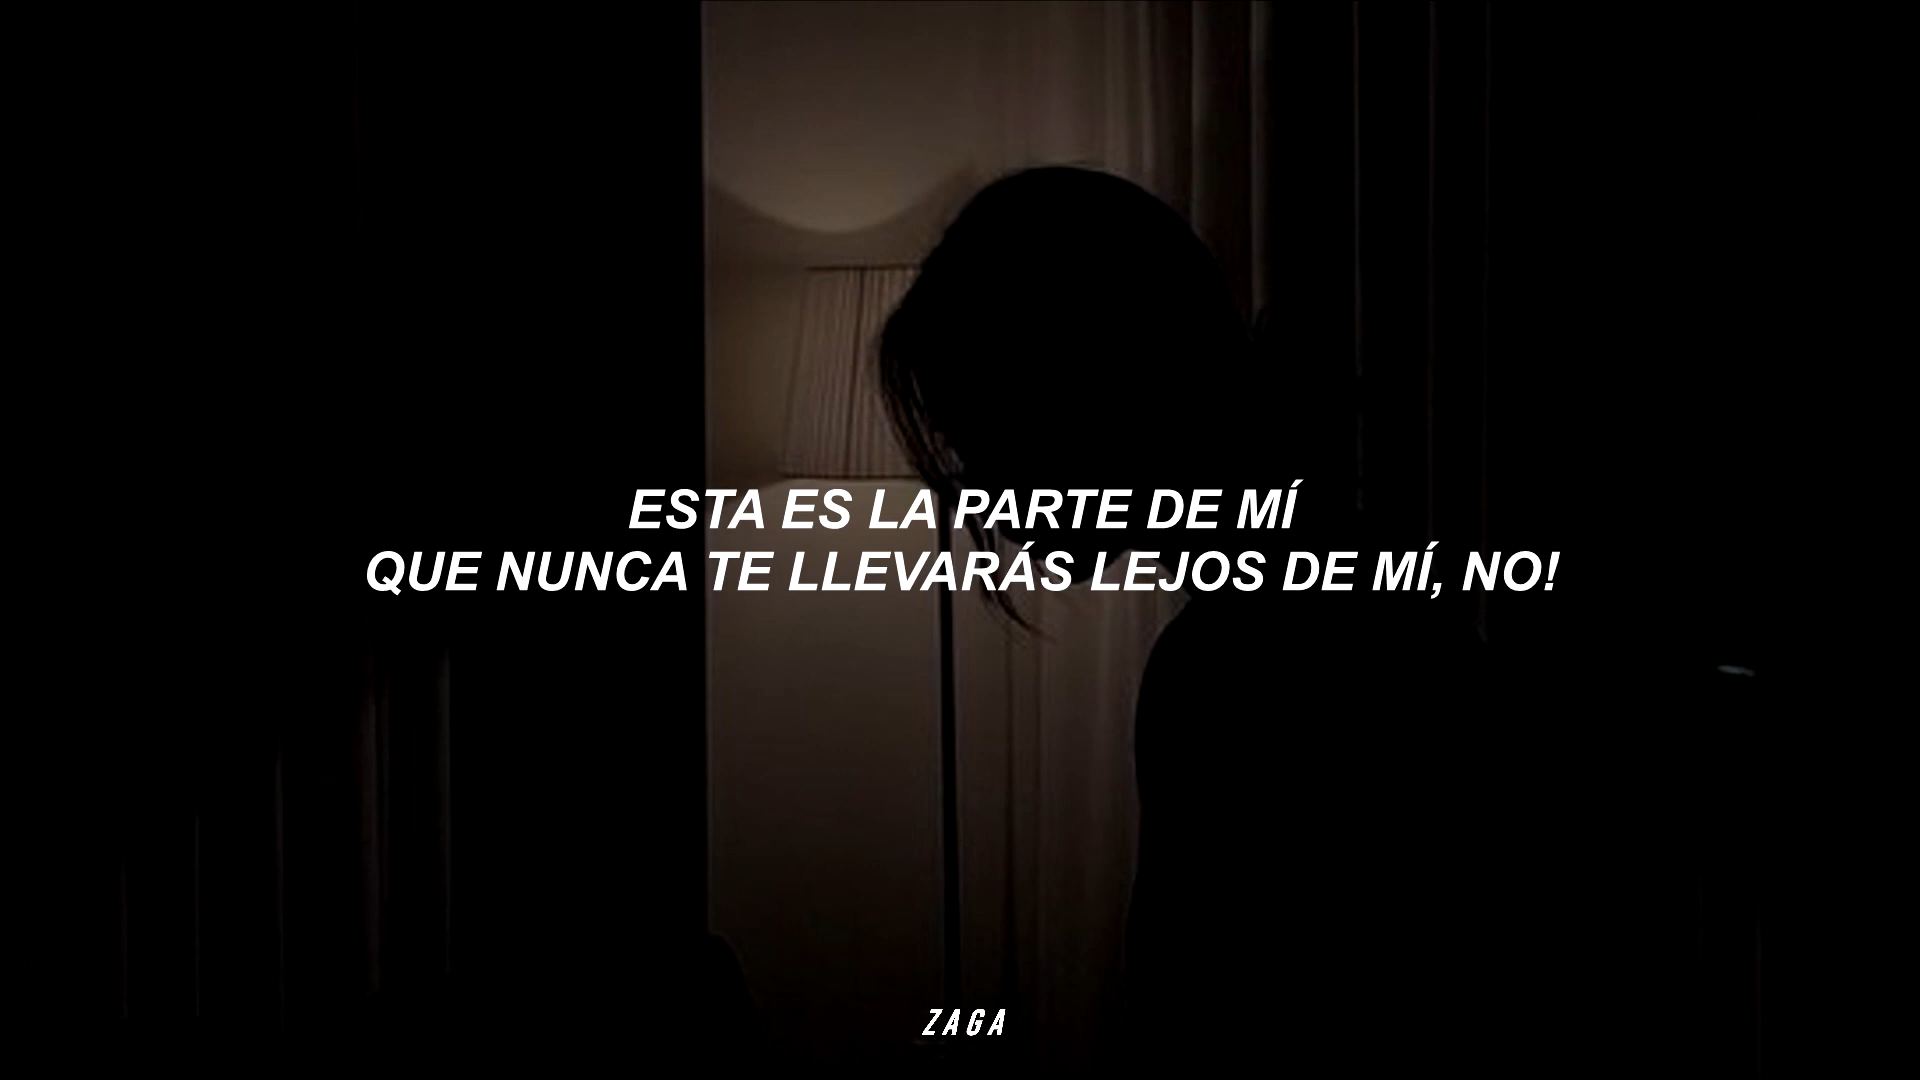 ESTA ES LA PARTE DE MÍ
QUE NUNCA TE LLEVARÁS LEJOS DE MÍ, NO!
ZAGA